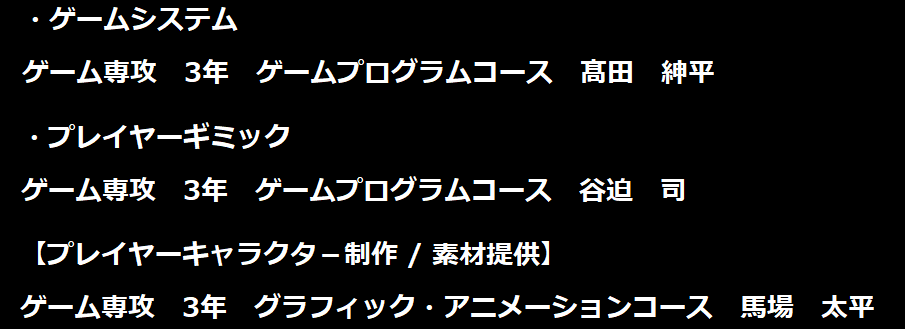 ・ゲームシステム
ゲーム専攻　3年　ゲームプログラムコース　髙田　紳平
・プレイヤーギミック
ゲーム専攻　3年　ゲームプログラムコース　谷迫　司
【プレイヤーキャラクタ－制作 / 素材提供】
ゲーム専攻　3年　グラフィック・アニメーションコース　馬場　太平